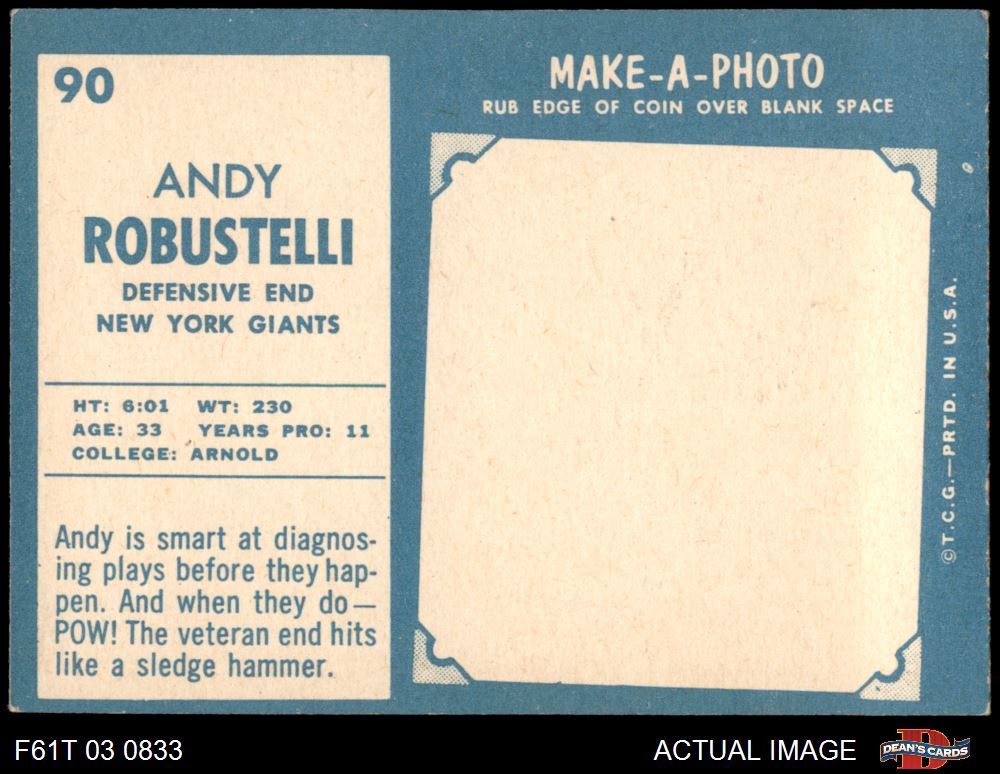 90
ANDY
ROBUSTELLI
DEFENSIVE END
NEW YORK GIANTS
HT: 6:01 WT: 230
AGE: 33 YEARS PRO: 11
COLLEGE: ARNOLD
Andy is smart at diagnos-
ing plays before they hap-
pen. And when they do—
POW! The veteran end hits
like a sledge hammer.
MAKE-A-PHOTO
RUB EDGE OF COIN OVER BLANK SPACE
©T.C.G.—PRTD. IN U.S.A.
F61T 03 0833
ACTUAL IMAGE
DEAN'S CARDS